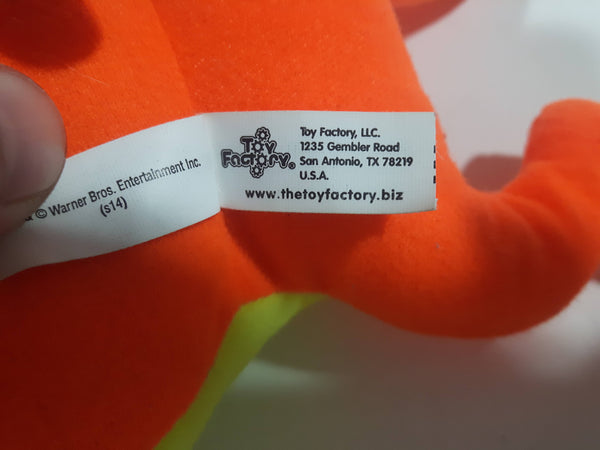 & © Warner Bros. Entertainment Inc.
(s14)
Toy
Factory®
Toy Factory, LLC.
1235 Gembler Road
San Antonio, TX 78219
U.S.A.
www.thetoyfactory.biz